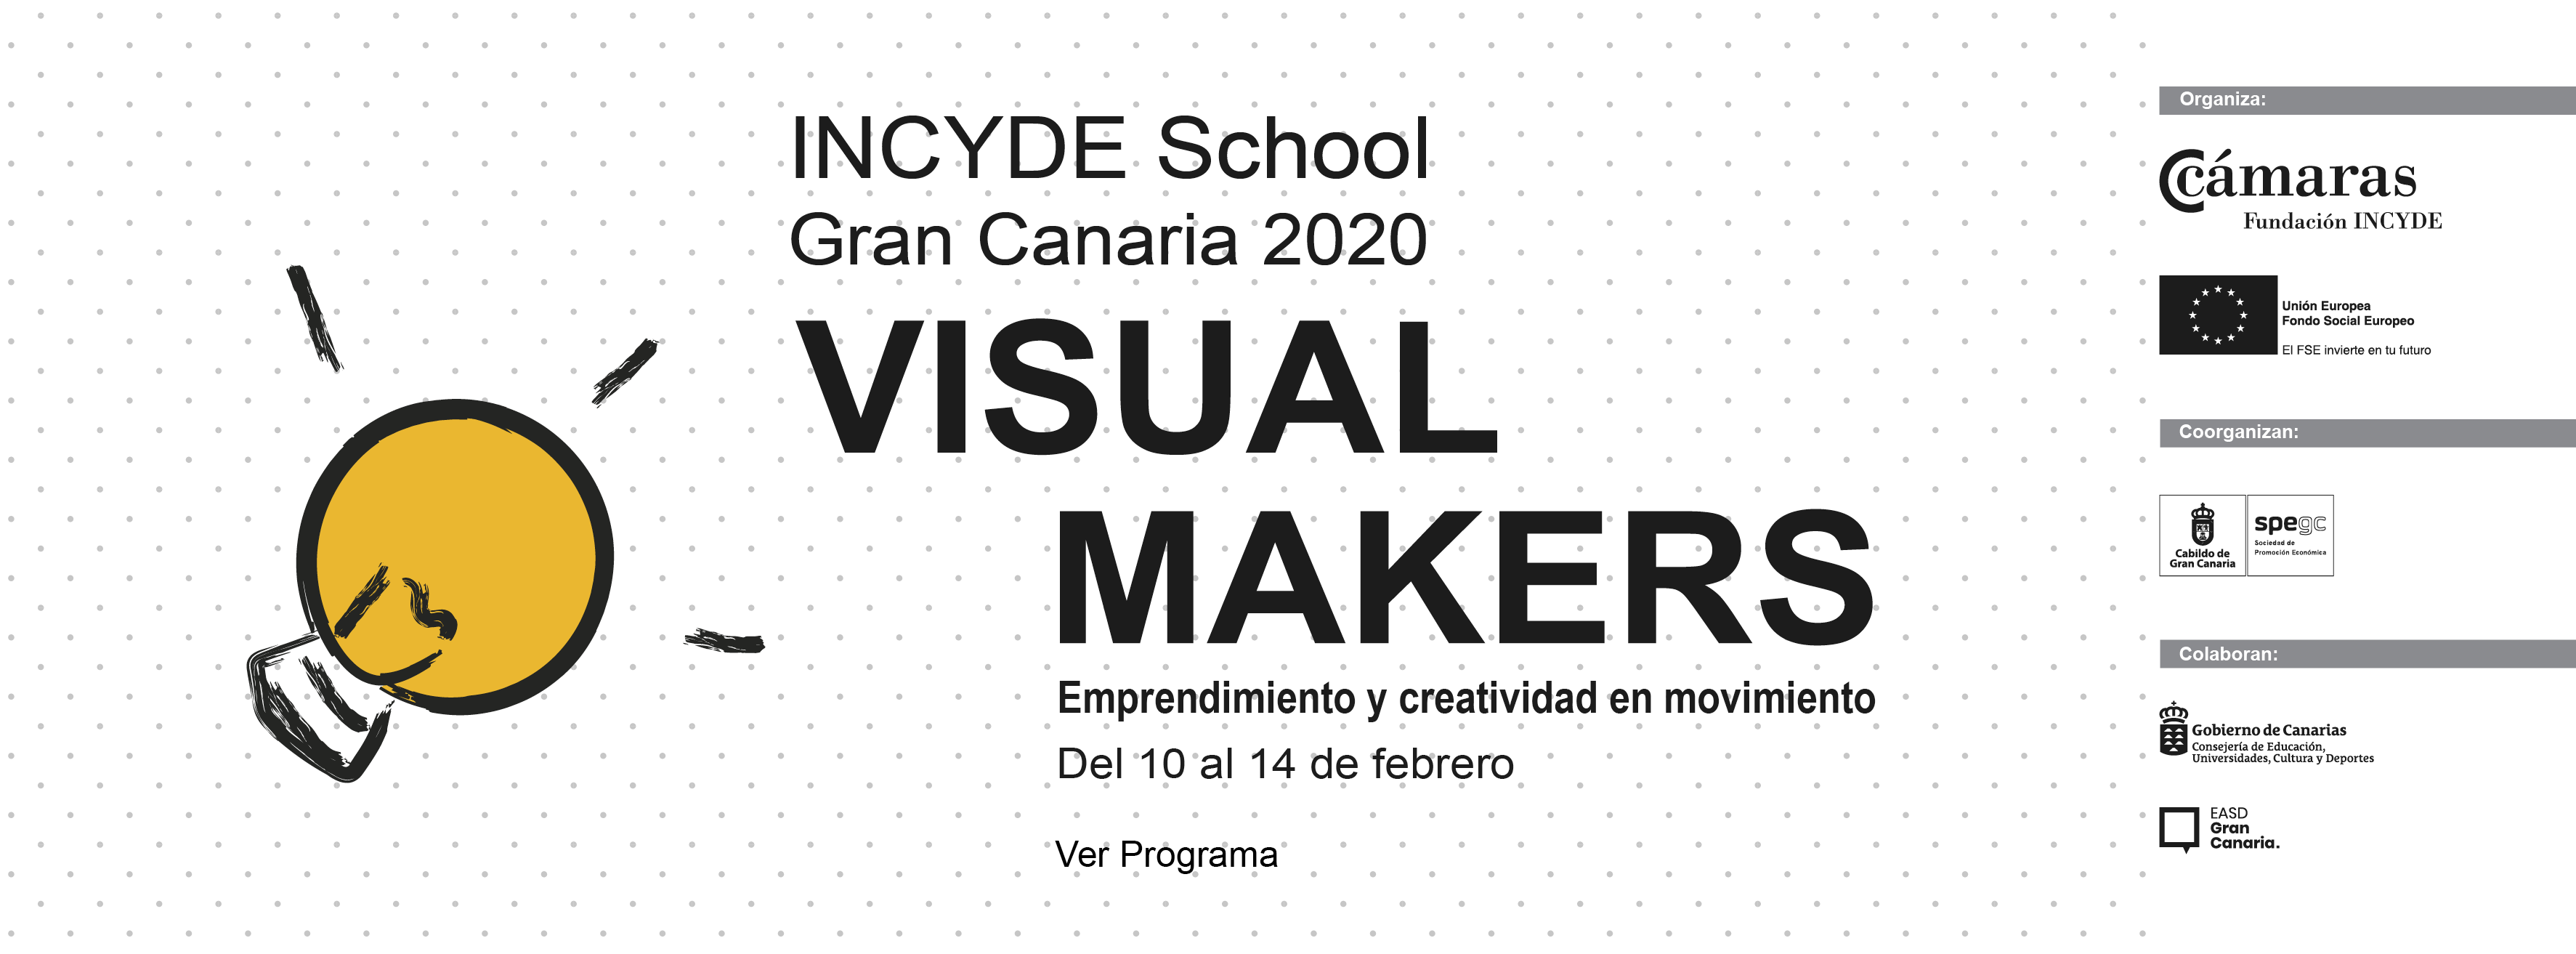 INCYDE School
Gran Canaria 2020
VISUAL
MAKERS
Emprendimiento y creatividad en movimiento
Del 10 al 14 de febrero
Ver Programa
Organiza:
Cámaras
Fundación INCYDE
Unión Europea
Fondo Social Europeo
El FSE invierte en tu futuro
Coorganizan:
Cabildo de
Gran Canaria
spegc
Sociedad de
Promoción Económica
Colaboran:
Gobierno de Canarias
Consejería de Educación,
Universidades, Cultura y Deportes
EASD
Gran
Canaria.